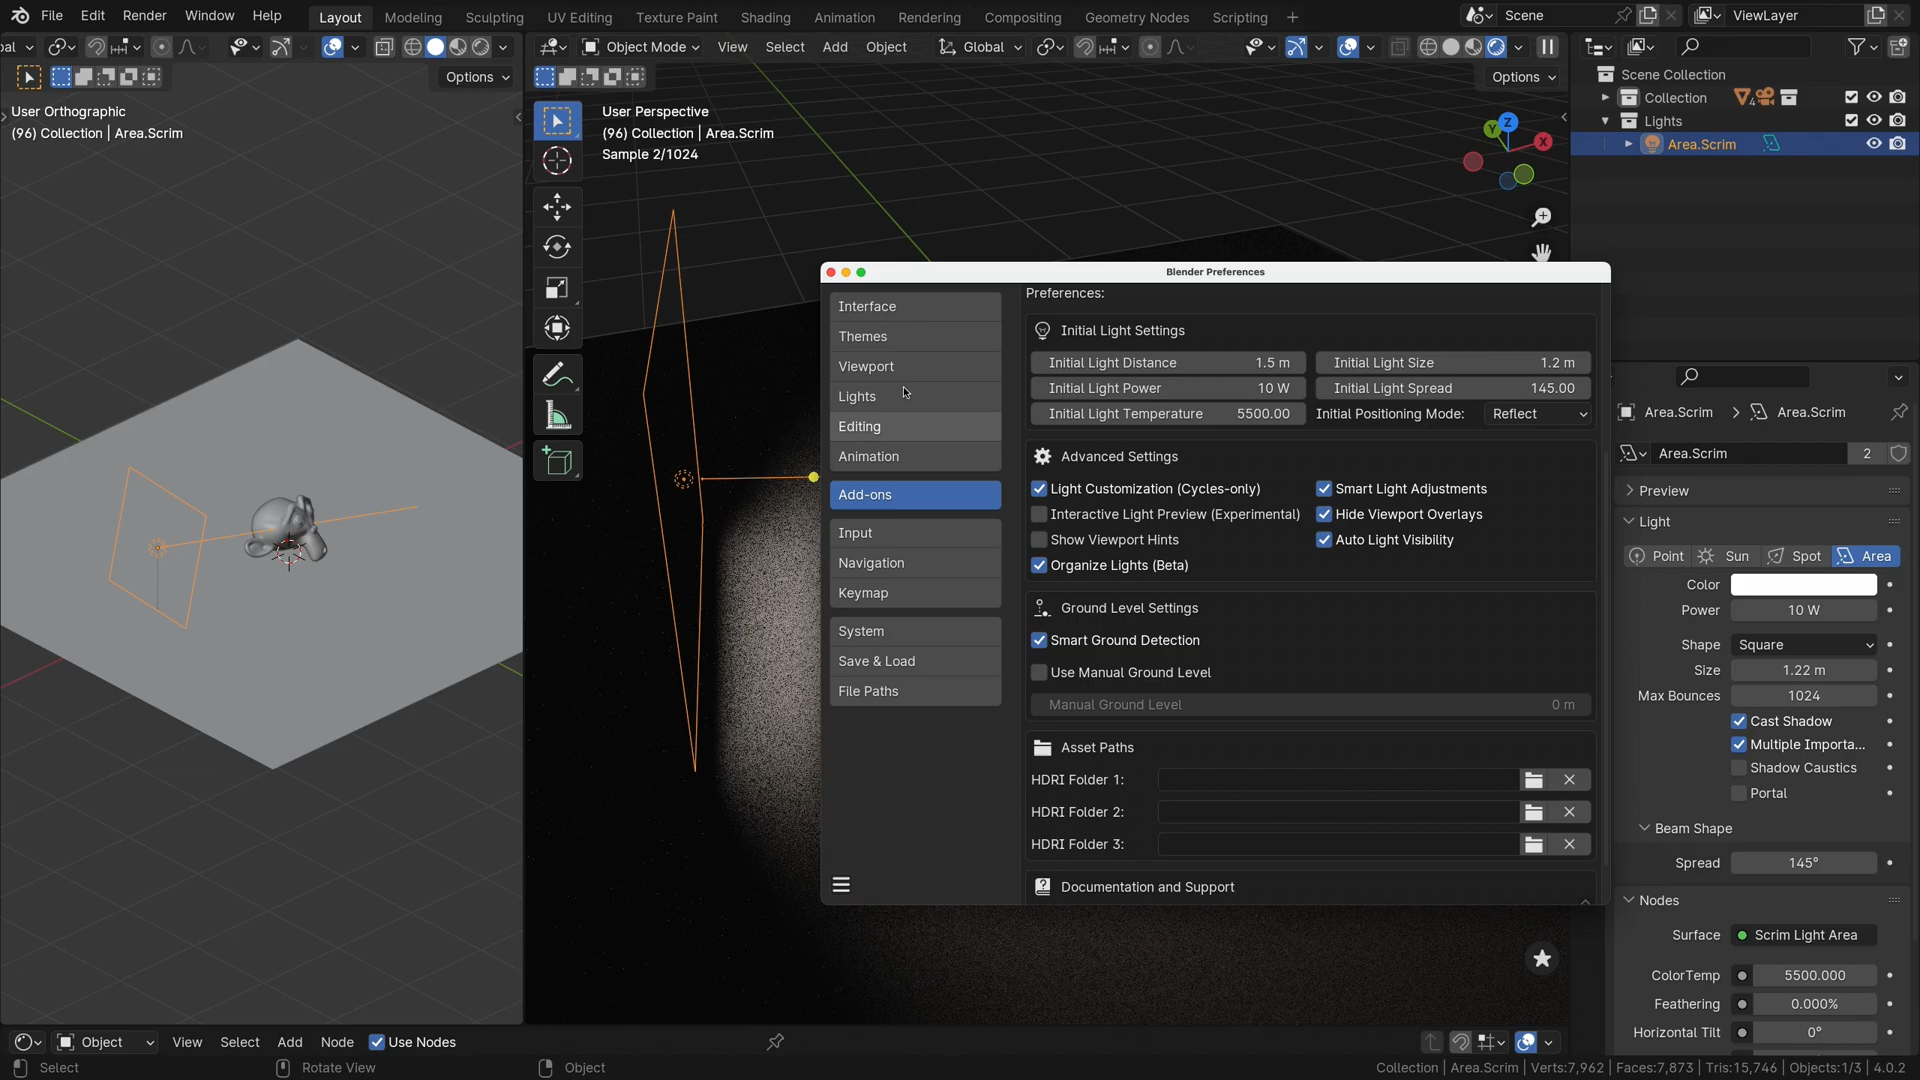 File Edit Render Window Help Layout Modeling Sculpting UV Editing Texture Paint Shading Animation Rendering Compositing Geometry Nodes Scripting Scene ViewLayer
bal Object Mode View Select Add Object Global
Options
Options
User Orthographic
(96) Collection | Area.Scrim
User Perspective
(96) Collection | Area.Scrim
Sample 2/1024
Z
Y
X
Scene Collection
Collection 4
Lights
Area.Scrim
Blender Preferences
Interface
Themes
Viewport
Lights
Editing
Animation
Add-ons
Input
Navigation
Keymap
System
Save & Load
File Paths
Preferences:
Initial Light Settings
Initial Light Distance 1.5 m Initial Light Size 1.2 m
Initial Light Power 10 W Initial Light Spread 145.00
Initial Light Temperature 5500.00 Initial Positioning Mode: Reflect
Advanced Settings
Light Customization (Cycles-only) Smart Light Adjustments
Interactive Light Preview (Experimental) Hide Viewport Overlays
Show Viewport Hints Auto Light Visibility
Organize Lights (Beta)
Ground Level Settings
Smart Ground Detection
Use Manual Ground Level
Manual Ground Level 0 m
Asset Paths
HDRI Folder 1:
HDRI Folder 2:
HDRI Folder 3:
Documentation and Support
Area.Scrim > Area.Scrim
Area.Scrim 2
Preview
Light
Point Sun Spot Area
Color
Power 10 W
Shape Square
Size 1.22 m
Max Bounces 1024
Cast Shadow
Multiple Importa...
Shadow Caustics
Portal
Beam Shape
Spread 145°
Nodes
Surface Scrim Light Area
ColorTemp 5500.000
Feathering 0.000%
Horizontal Tilt 0°
Object View Select Add Node Use Nodes
Select Rotate View Object Collection | Area.Scrim | Verts:7,962 | Faces:7,873 | Tris:15,746 | Objects:1/3 | 4.0.2